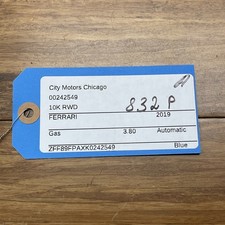 City Motors Chicago
00242549
10K RWD
832 P
FERRARI 2019
Gas 3.80 Automatic
ZFF89FPAXK0242549
Blue